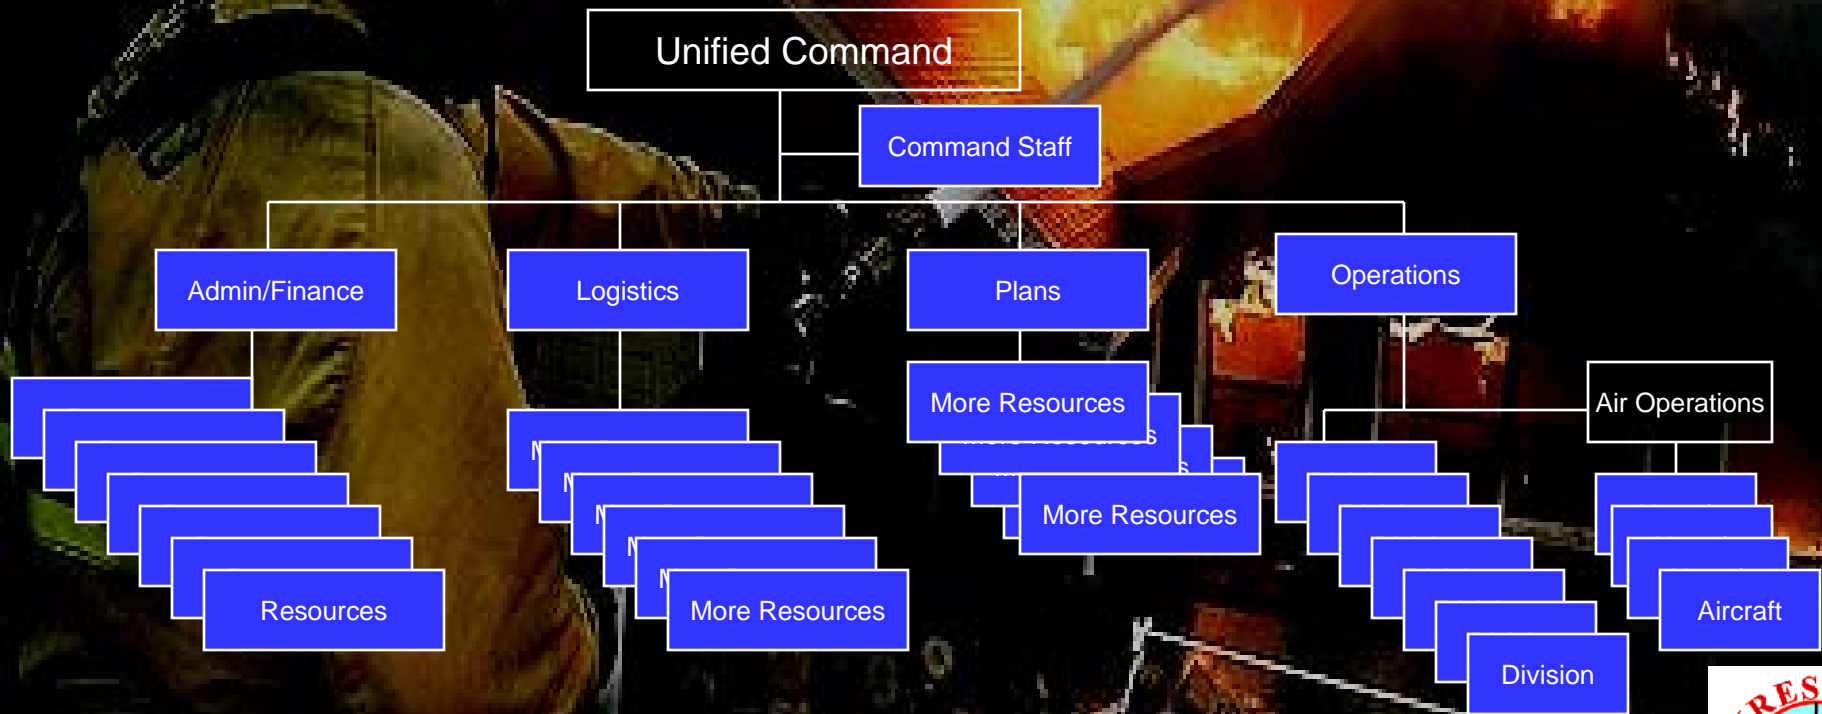 Unified Command
Command Staff
Admin/Finance
Logistics
Plans
Operations
More Resources
Air Operations
More Resources
Resources
More Resources
Aircraft
Division